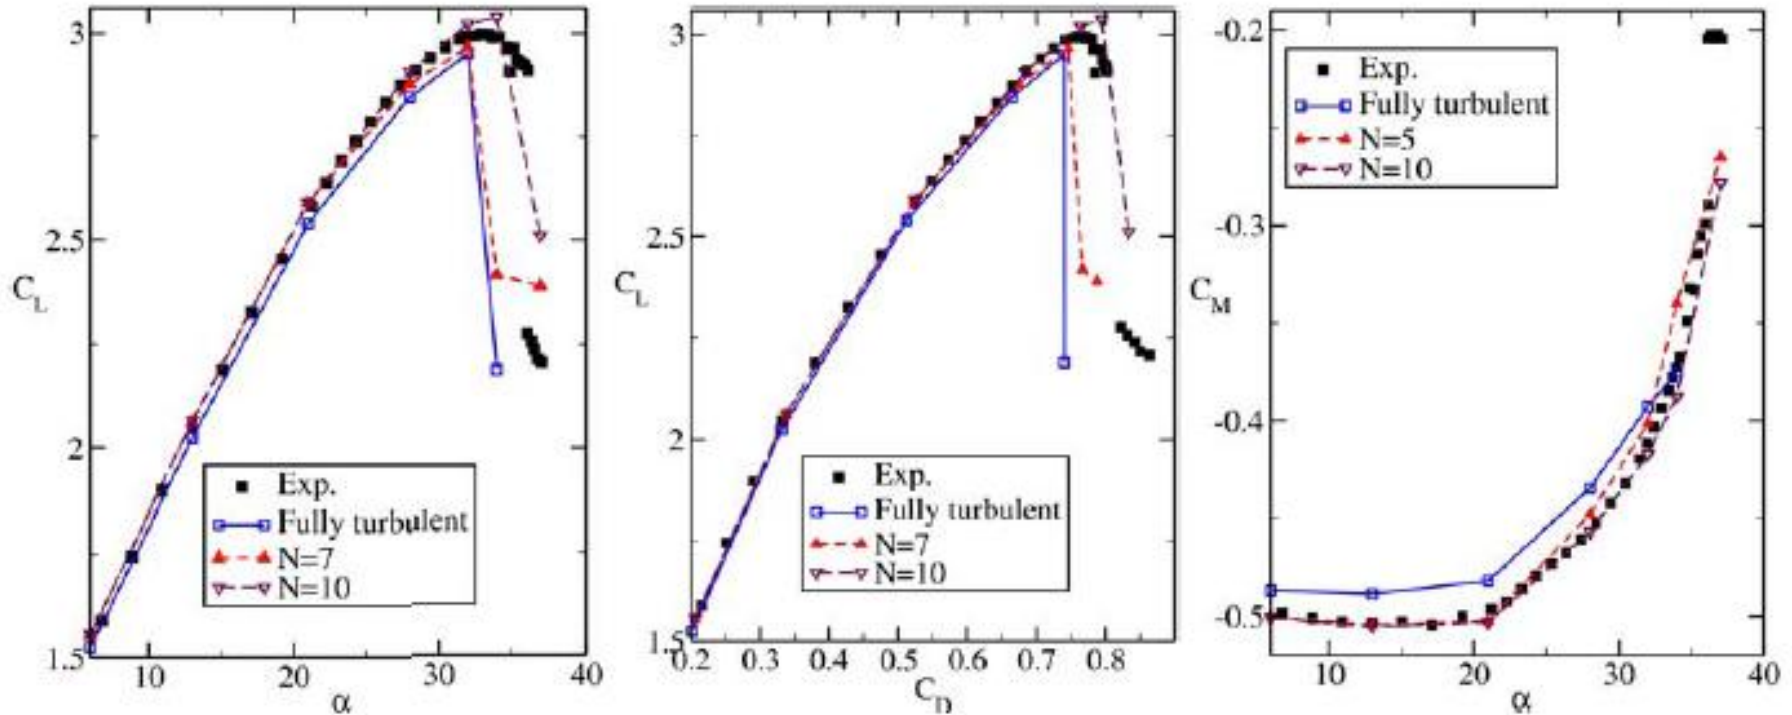 3
2.5
2
1.5
C_L
10
20
30
40
α
Exp.
Fully turbulent
N=7
N=10
3
2.5
2
1.5
C_L
0.2 0.3 0.4 0.5 0.6 0.7 0.8
C_D
Exp.
Fully turbulent
N=7
N=10
-0.2
-0.3
-0.4
-0.5
C_M
10
20
30
40
α
Exp.
Fully turbulent
N=5
N=10